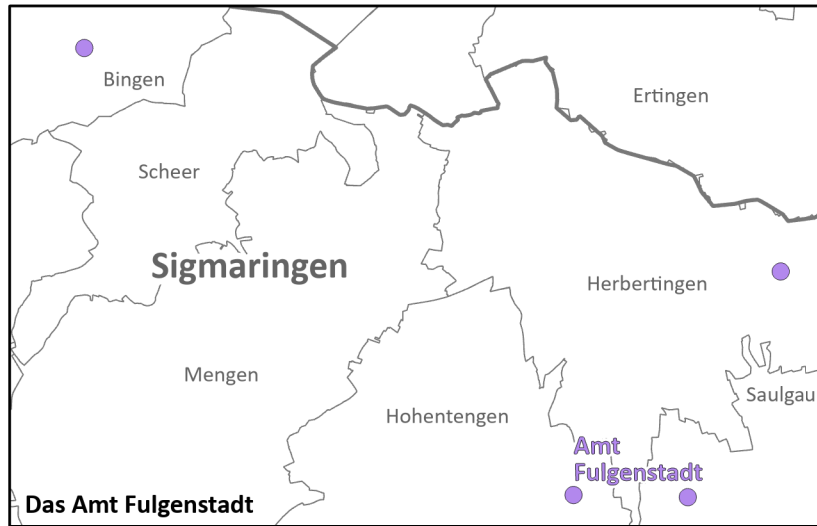 Bingen
Ertingen
Scheer
Sigmaringen
Herbertingen
Mengen
Saulgau
Hohentengen
Amt
Fulgenstadt
Das Amt Fulgenstadt